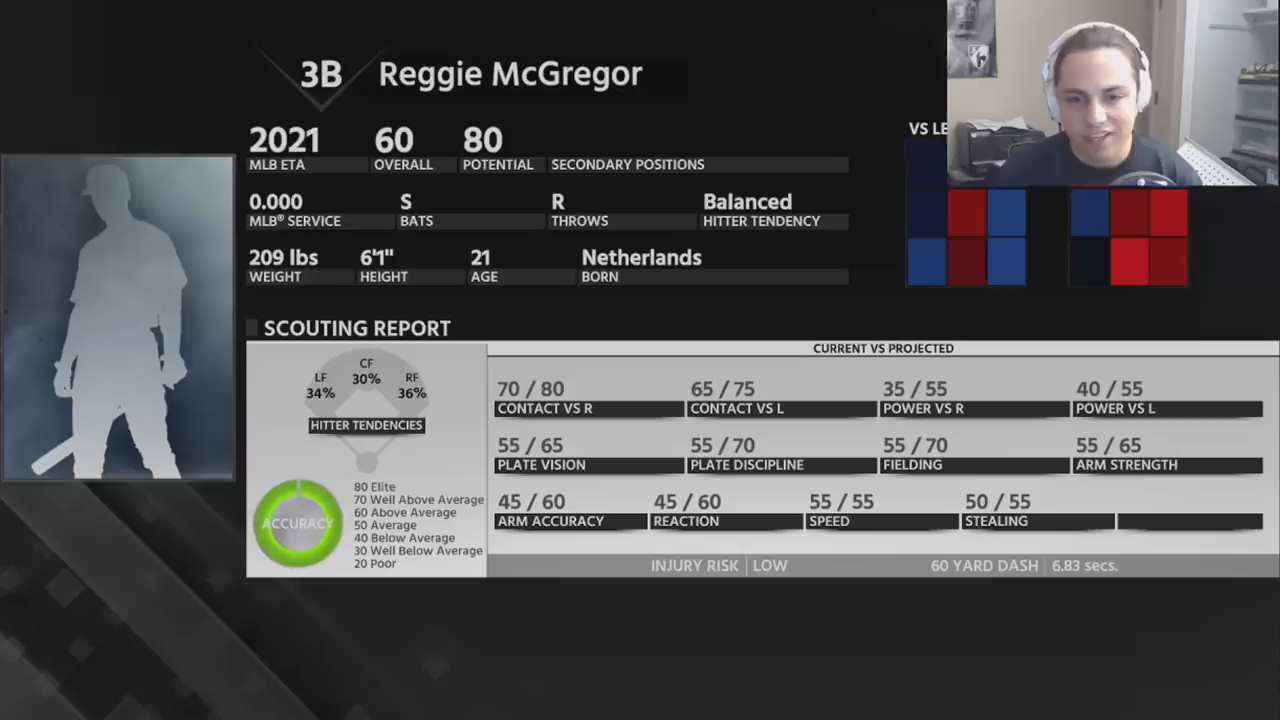 3B Reggie McGregor
2021 60 80
MLB ETA OVERALL POTENTIAL SECONDARY POSITIONS
0.000 S R Balanced
MLB® SERVICE BATS THROWS HITTER TENDENCY
209 lbs 6'1" 21 Netherlands
WEIGHT HEIGHT AGE BORN
VS LE
SCOUTING REPORT
CURRENT VS PROJECTED
CF
30%
LF RF
34% 36%
HITTER TENDENCIES
ACCURACY
80 Elite
70 Well Above Average
60 Above Average
50 Average
40 Below Average
30 Well Below Average
20 Poor
70 / 80 65 / 75 35 / 55 40 / 55
CONTACT VS R CONTACT VS L POWER VS R POWER VS L
55 / 65 55 / 70 55 / 70 55 / 65
PLATE VISION PLATE DISCIPLINE FIELDING ARM STRENGTH
45 / 60 45 / 60 55 / 55 50 / 55
ARM ACCURACY REACTION SPEED STEALING
INJURY RISK LOW 60 YARD DASH 6.83 secs.